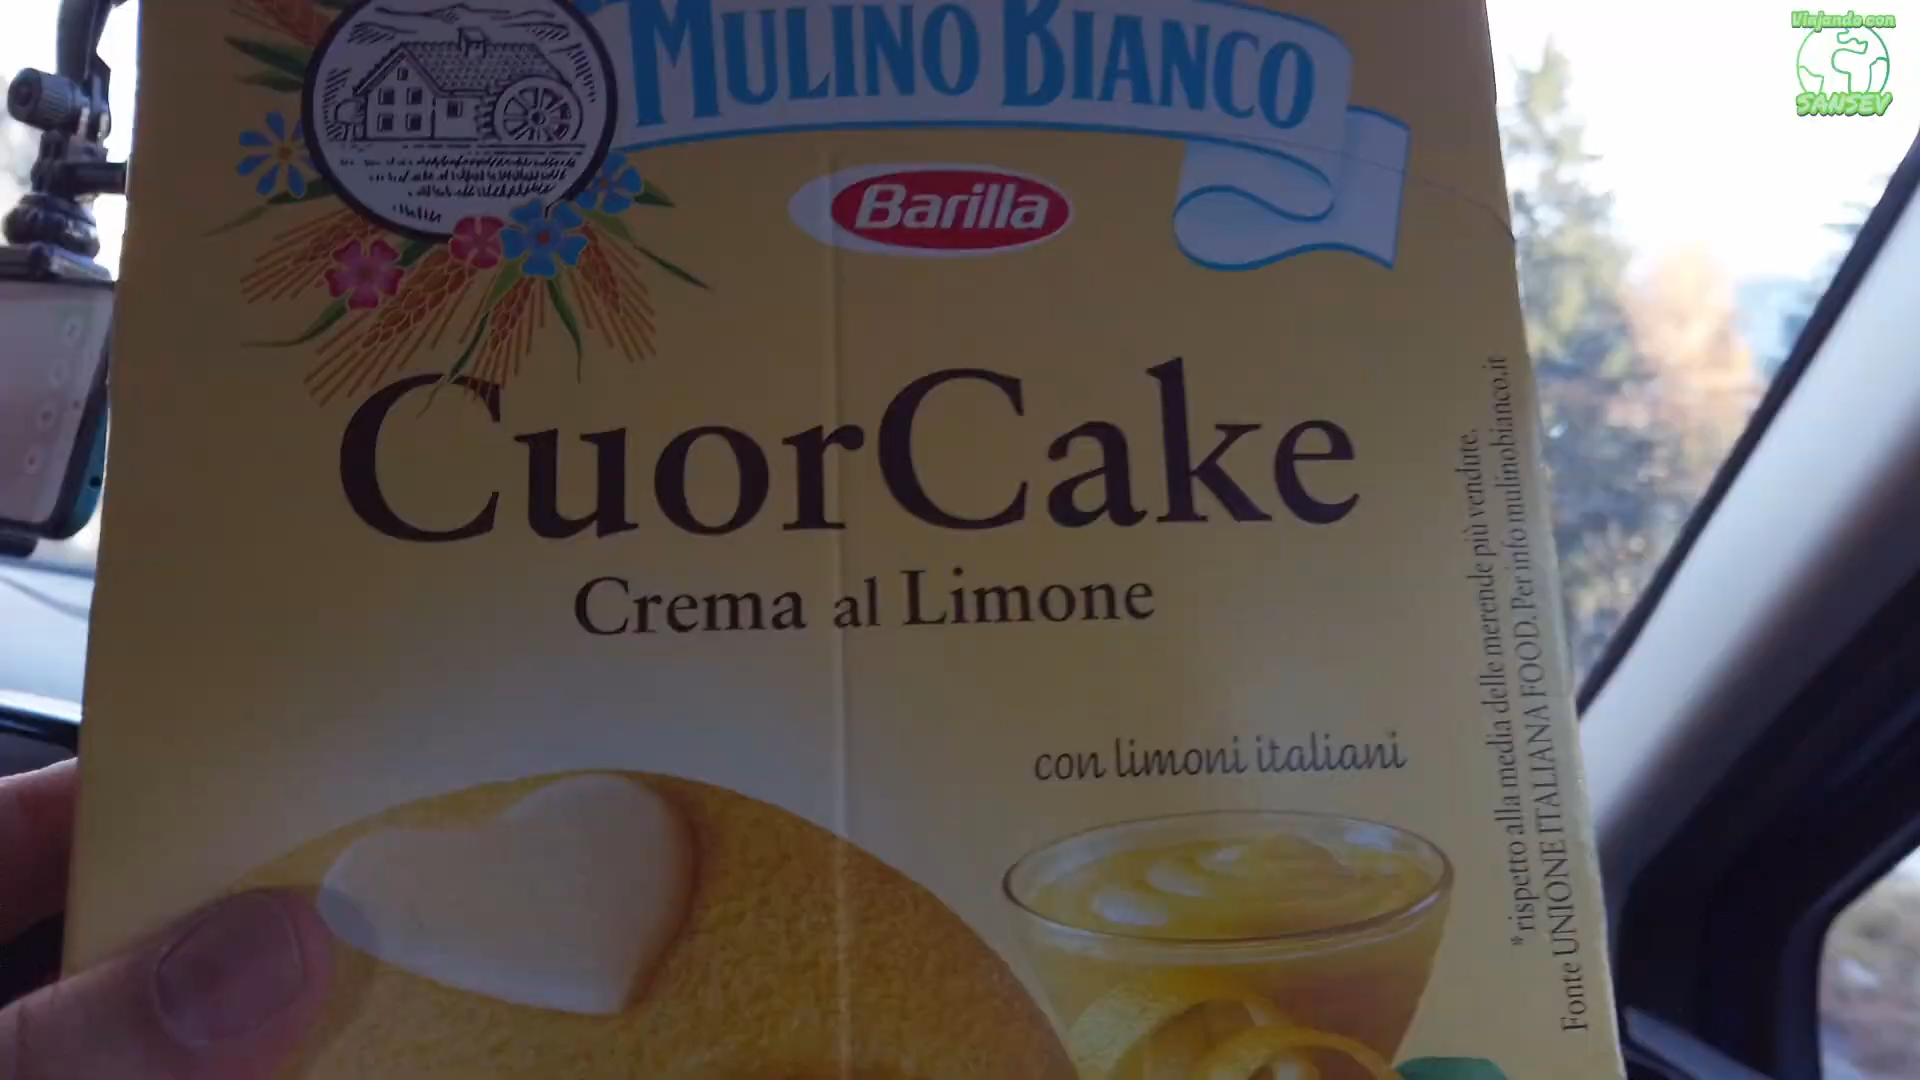 Viajando con
SANSEV
MULINO BIANCO
Barilla
CuorCake
Crema al Limone
con limoni italiani
*rispetto alla media delle merende più vendute.
Fonte UNIONE ITALIANA FOOD. Per info mulinobianco.it